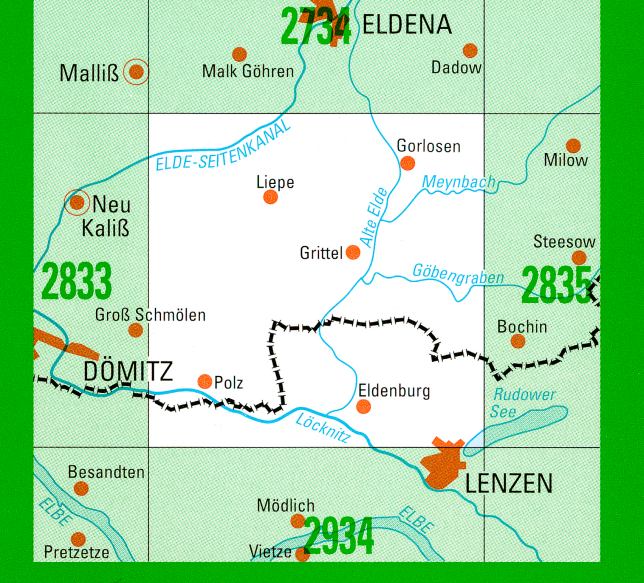 2734
ELDENA
Malliß
Malk Göhren
Dadow
ELDE-SEITENKANAL
Gorlosen
Milow
Liepe
Meynbach
Neu
Kaliß
Alte Elde
Grittel
Steesow
Göbengraben
2833
2835
Groß Schmölen
Bochin
DÖMITZ
Polz
Eldenburg
Rudower
See
Löcknitz
Besandten
LENZEN
ELBE
Mödlich
ELBE
2934
Pretzetze
Vietze